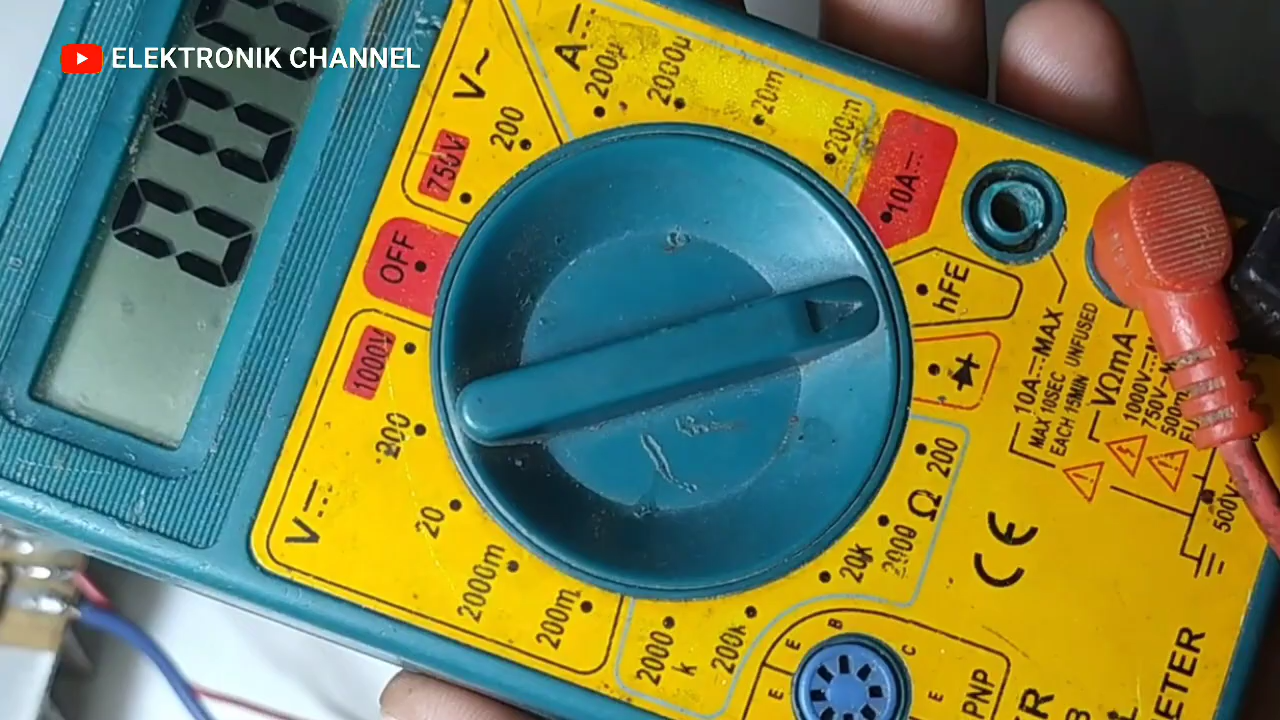 ELEKTRONIK CHANNEL
V~
200
750V
OFF
1000V
200
20
2000m
200m
V⎓
A⎓
200µ
2000µ
20m
200m
10A⎓
hFE
200
Ω
2000
20k
200k
2000
k
10A⎓MAX
MAX 10SEC UNFUSED
EACH 15MIN
VΩmA
1000V
750V
500m
500V
CE
E
B
C
E
E
PNP
ETER